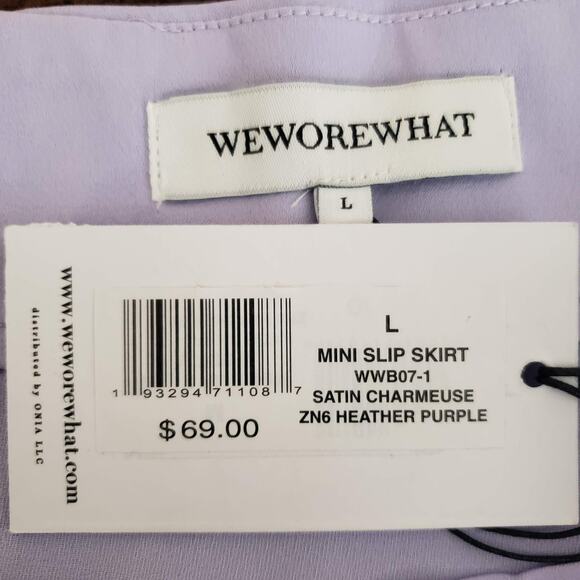 WEWOREWHAT
L
www.weworewhat.com
distributed by ONIA LLC
L
MINI SLIP SKIRT
WWB07-1
SATIN CHARMEUSE
ZN6 HEATHER PURPLE
1 93294 71108 7
$69.00